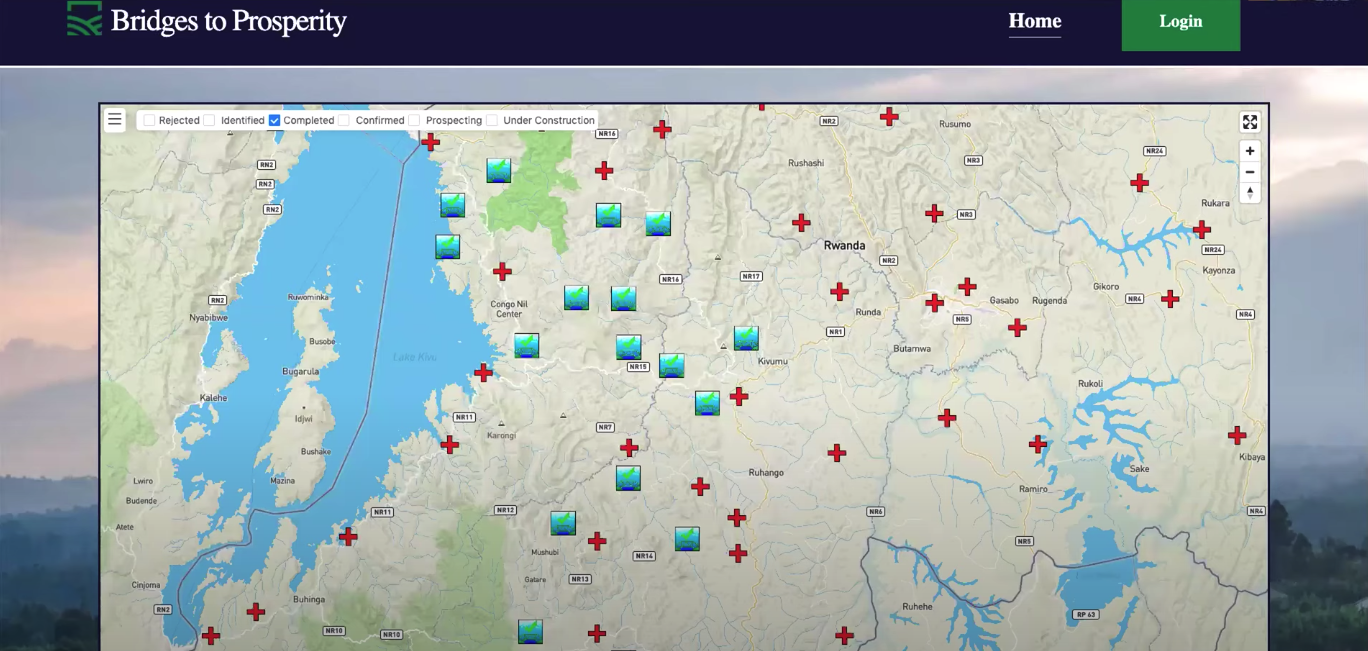 Bridges to Prosperity
Home
Login
Rejected Identified Completed Confirmed Prospecting Under Construction
NR16
NR2
Rusumo
RN2
Rushashi
NR3
NR24
RN2
Rukara
RN2
NR3
Rwanda
NR24
NR2
Kayonza
NR16
NR17
Gikoro
RN2
Ruwominka
Congo Nil
Center
Gasabo
Rugenda
NR4
Nyabibwe
Runda
NR5
NR4
Busobe
NR1
Butamwa
Lake Kivu
Kivumu
NR15
Bugarula
Rukoli
Kalehe
Idjwi
NR11
NR7
Karongi
Bushake
Kibaya
Ruhango
Sake
Lwiro
Mazina
Ramiro
Budende
NR11
NR12
NR6
NR4
Atete
NR5
Mushubi
NR14
Cinjoma
Gatare
NR13
Buhinga
RN2
Ruhehe
RP 63
NR10
NR10